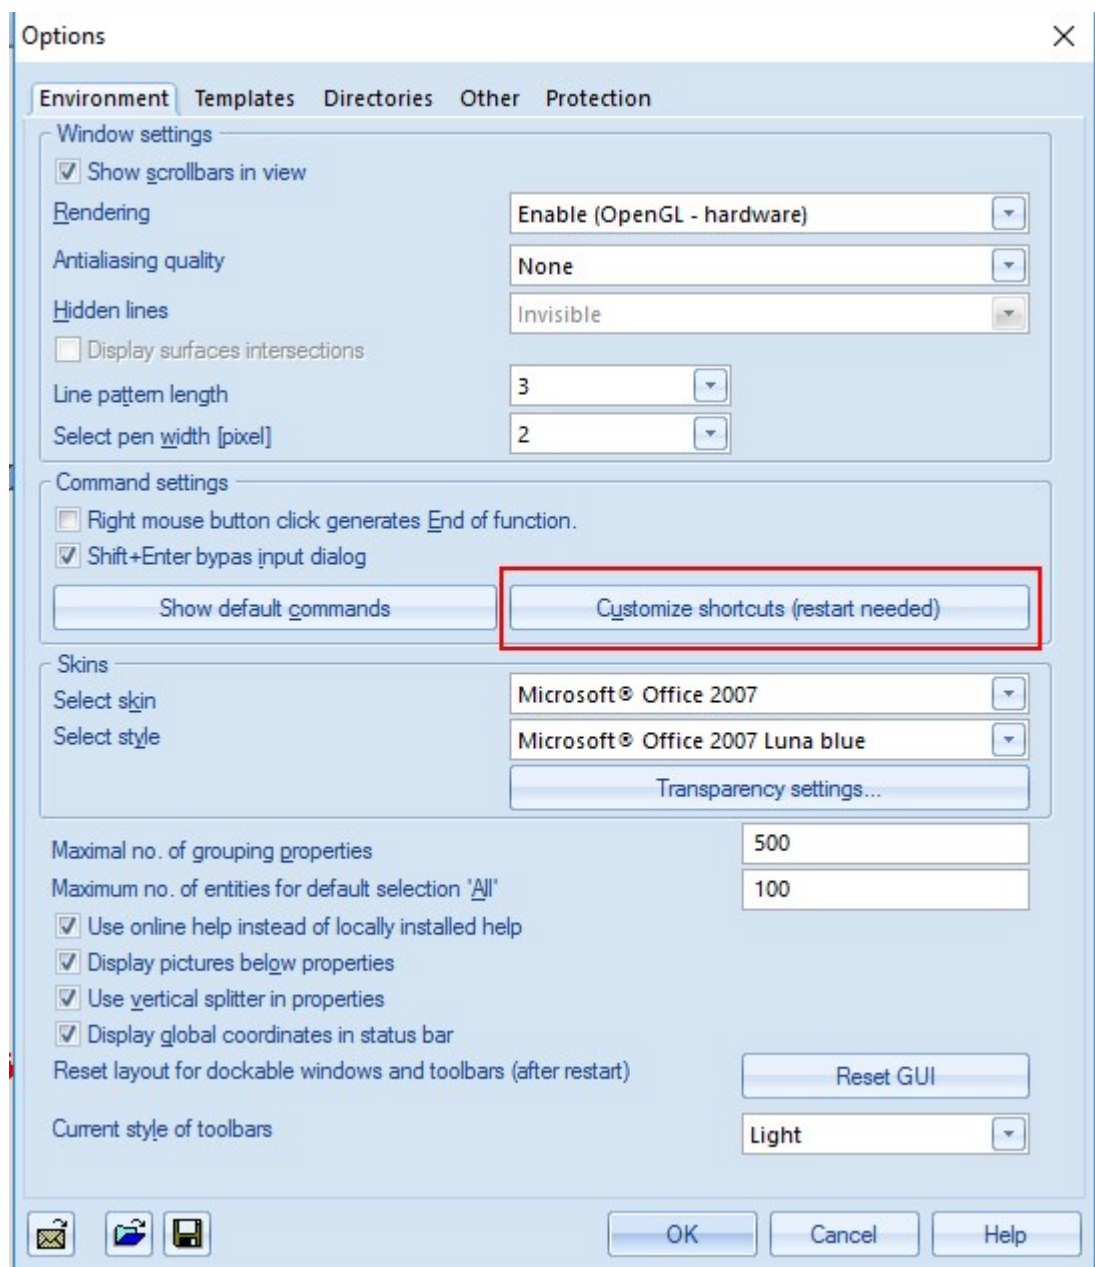 Options
Environment Templates Directories Other Protection
Window settings
Show scrollbars in view
Rendering Enable (OpenGL - hardware)
Antialiasing quality None
Hidden lines Invisible
Display surfaces intersections
Line pattern length 3
Select pen width [pixel] 2
Command settings
Right mouse button click generates End of function.
Shift+Enter bypas input dialog
Show default commands Customize shortcuts (restart needed)
Skins
Select skin Microsoft® Office 2007
Select style Microsoft® Office 2007 Luna blue
Transparency settings...
Maximal no. of grouping properties 500
Maximum no. of entities for default selection 'All' 100
Use online help instead of locally installed help
Display pictures below properties
Use vertical splitter in properties
Display global coordinates in status bar
Reset layout for dockable windows and toolbars (after restart) Reset GUI
Current style of toolbars Light
OK Cancel Help